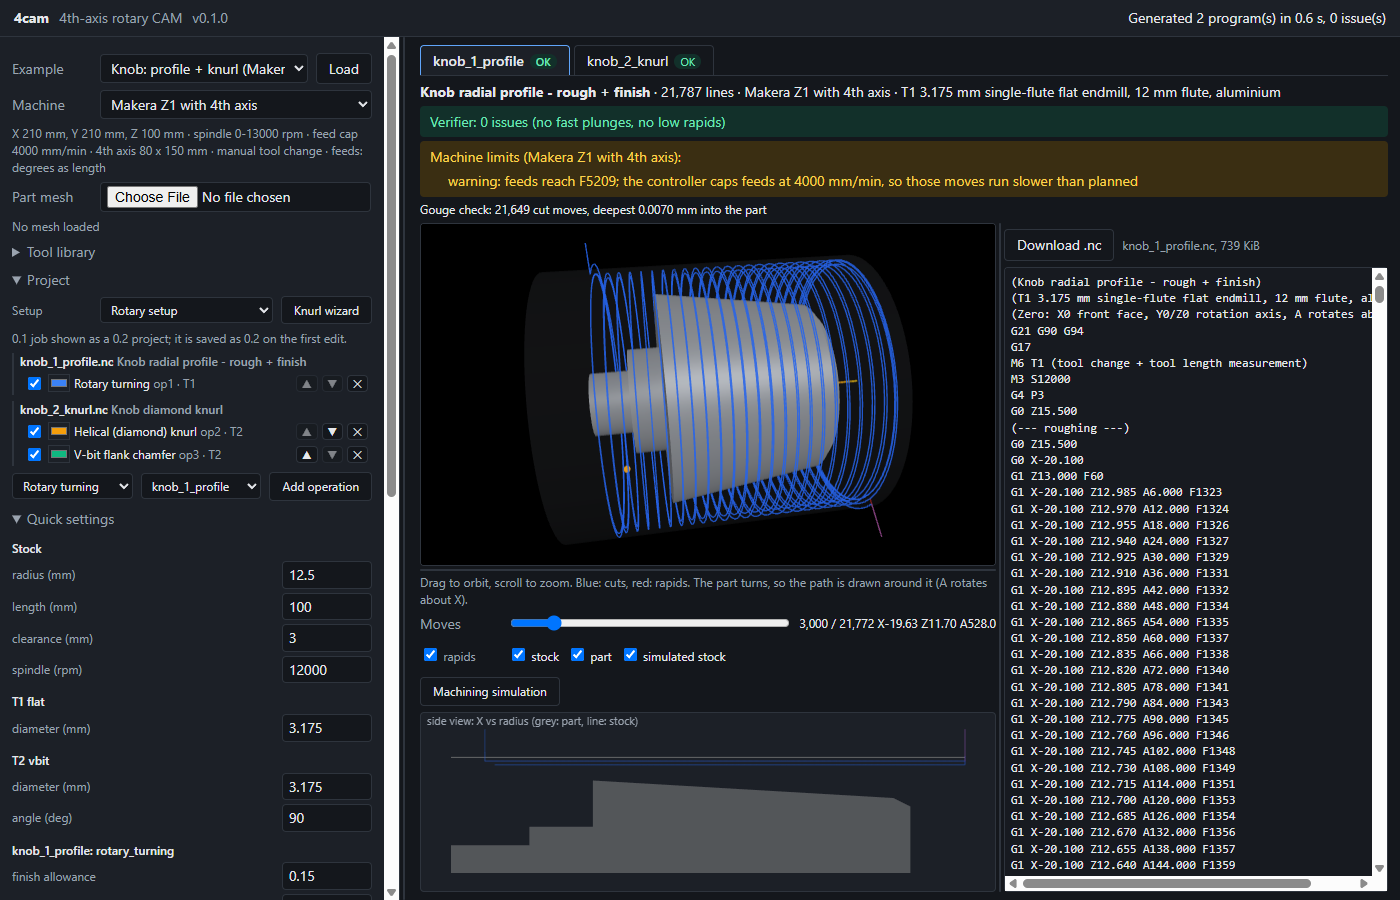 4cam 4th-axis rotary CAM v0.1.0
Generated 2 program(s) in 0.6 s, 0 issue(s)
Example Knob: profile + knurl (Maker Load
Machine Makera Z1 with 4th axis
X 210 mm, Y 210 mm, Z 100 mm · spindle 0-13000 rpm · feed cap
4000 mm/min · 4th axis 80 x 150 mm · manual tool change · feeds:
degrees as length
Part mesh Choose File No file chosen
No mesh loaded
Tool library
Project
Setup Rotary setup Knurl wizard
0.1 job shown as a 0.2 project; it is saved as 0.2 on the first edit.
knob_1_profile.nc Knob radial profile - rough + finish
Rotary turning op1 · T1
knob_2_knurl.nc Knob diamond knurl
Helical (diamond) knurl op2 · T2
V-bit flank chamfer op3 · T2
Rotary turning knob_1_profile Add operation
Quick settings
Stock
radius (mm) 12.5
length (mm) 100
clearance (mm) 3
spindle (rpm) 12000
T1 flat
diameter (mm) 3.175
T2 vbit
diameter (mm) 3.175
angle (deg) 90
knob_1_profile: rotary_turning
finish allowance 0.15
knob_1_profile OK
knob_2_knurl OK
Knob radial profile - rough + finish · 21,787 lines · Makera Z1 with 4th axis · T1 3.175 mm single-flute flat endmill, 12 mm flute, aluminium
Verifier: 0 issues (no fast plunges, no low rapids)
Machine limits (Makera Z1 with 4th axis):
warning: feeds reach F5209; the controller caps feeds at 4000 mm/min, so those moves run slower than planned
Gouge check: 21,649 cut moves, deepest 0.0070 mm into the part
Drag to orbit, scroll to zoom. Blue: cuts, red: rapids. The part turns, so the path is drawn around it (A rotates
about X).
Moves 3,000 / 21,772 X-19.63 Z11.70 A528.0
rapids stock part simulated stock
Machining simulation
side view: X vs radius (grey: part, line: stock)
Download .nc knob_1_profile.nc, 739 KiB
(Knob radial profile - rough + finish)
(T1 3.175 mm single-flute flat endmill, 12 mm flute, al
(Zero: X0 front face, Y0/Z0 rotation axis, A rotates ab
G21 G90 G94
G17
M6 T1 (tool change + tool length measurement)
M3 S12000
G4 P3
G0 Z15.500
(--- roughing ---)
G0 Z15.500
G0 X-20.100
G1 Z13.000 F60
G1 X-20.100 Z12.985 A6.000 F1323
G1 X-20.100 Z12.970 A12.000 F1324
G1 X-20.100 Z12.955 A18.000 F1326
G1 X-20.100 Z12.940 A24.000 F1327
G1 X-20.100 Z12.925 A30.000 F1329
G1 X-20.100 Z12.910 A36.000 F1331
G1 X-20.100 Z12.895 A42.000 F1332
G1 X-20.100 Z12.880 A48.000 F1334
G1 X-20.100 Z12.865 A54.000 F1335
G1 X-20.100 Z12.850 A60.000 F1337
G1 X-20.100 Z12.835 A66.000 F1338
G1 X-20.100 Z12.820 A72.000 F1340
G1 X-20.100 Z12.805 A78.000 F1341
G1 X-20.100 Z12.790 A84.000 F1343
G1 X-20.100 Z12.775 A90.000 F1345
G1 X-20.100 Z12.760 A96.000 F1346
G1 X-20.100 Z12.745 A102.000 F1348
G1 X-20.100 Z12.730 A108.000 F1349
G1 X-20.100 Z12.715 A114.000 F1351
G1 X-20.100 Z12.700 A120.000 F1353
G1 X-20.100 Z12.685 A126.000 F1354
G1 X-20.100 Z12.670 A132.000 F1356
G1 X-20.100 Z12.655 A138.000 F1357
G1 X-20.100 Z12.640 A144.000 F1359